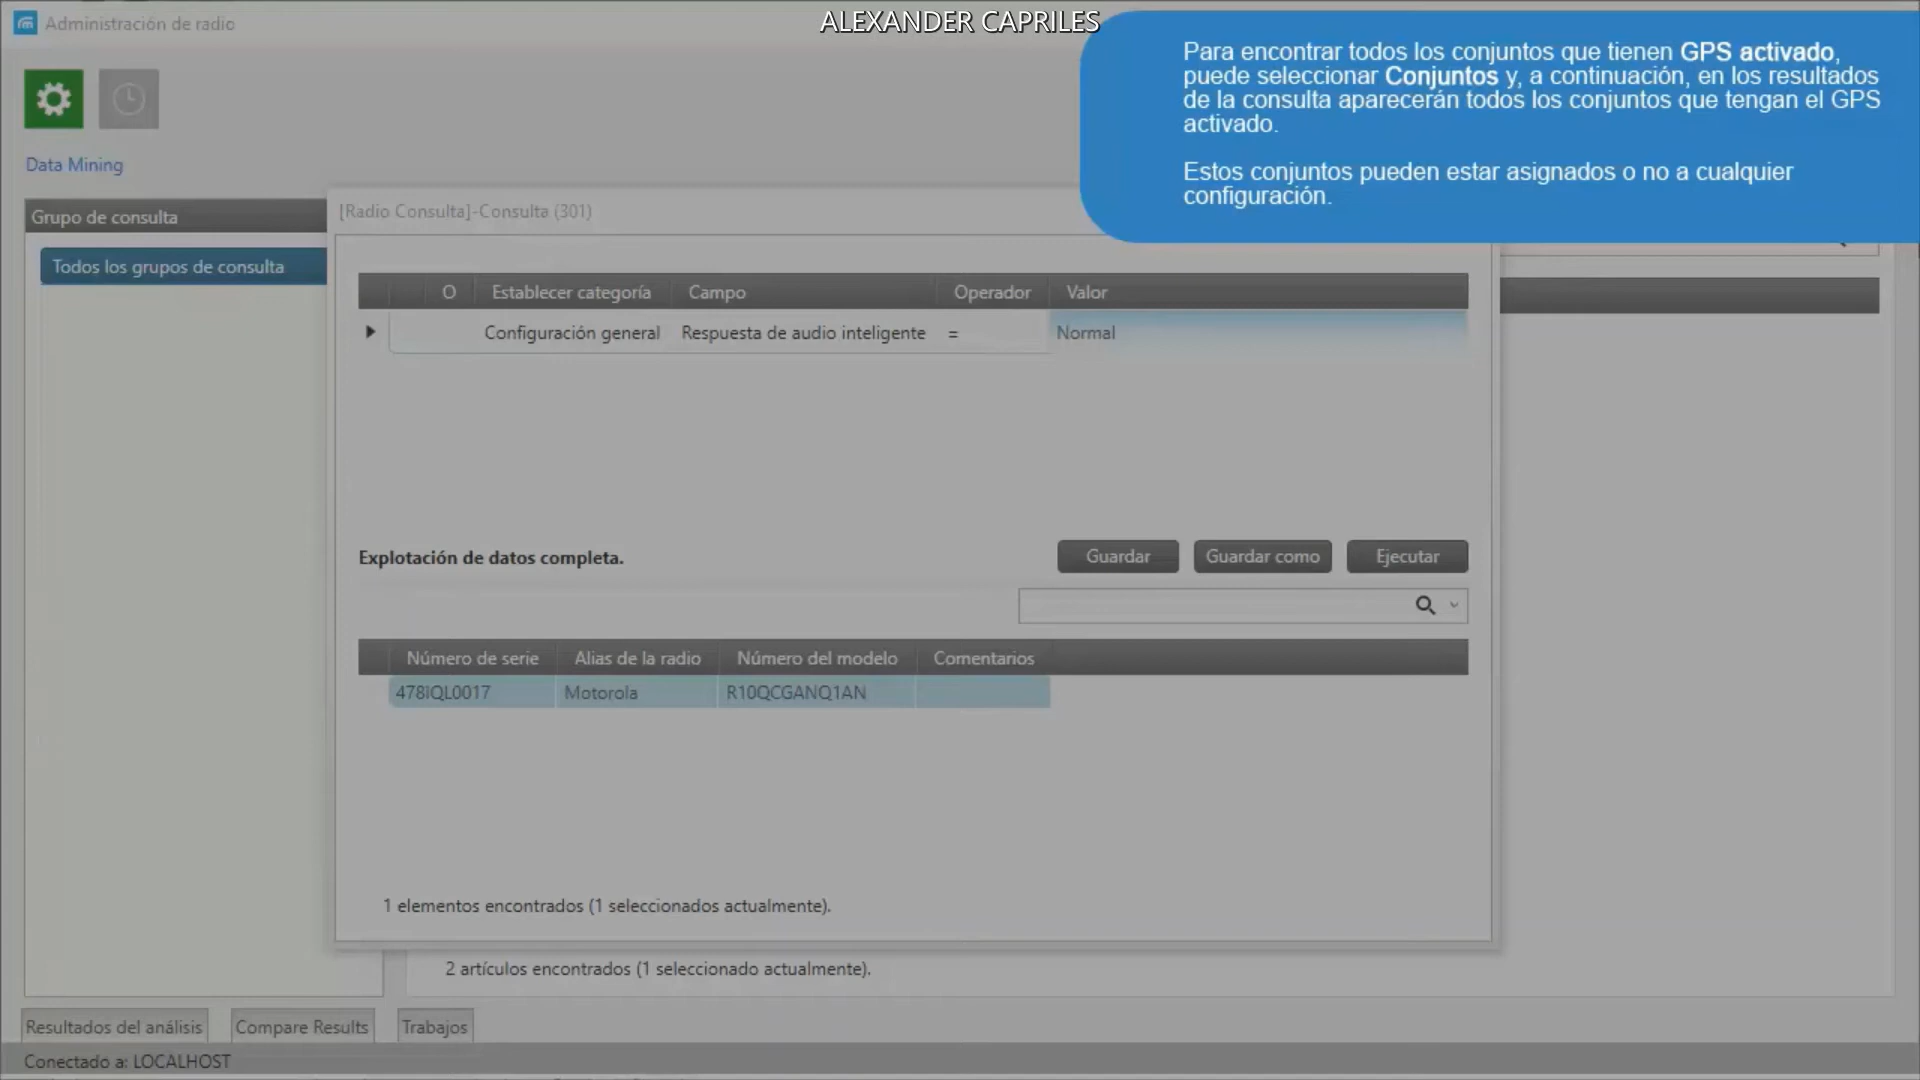 Administración de radio
ALEXANDER CAPRILES
Para encontrar todos los conjuntos que tienen GPS activado,
puede seleccionar Conjuntos y, a continuación, en los resultados
de la consulta aparecerán todos los conjuntos que tengan el GPS
activado.
Estos conjuntos pueden estar asignados o no a cualquier
configuración.
Data Mining
Grupo de consulta
Todos los grupos de consulta
[Radio Consulta]-Consulta (301)
O Establecer categoría Campo Operador Valor
Configuración general Respuesta de audio inteligente = Normal
Explotación de datos completa.
Guardar Guardar como Ejecutar
Número de serie Alias de la radio Número del modelo Comentarios
478IQL0017 Motorola R10QCGANQ1AN
1 elementos encontrados (1 seleccionados actualmente).
2 artículos encontrados (1 seleccionado actualmente).
Resultados del análisis Compare Results Trabajos
Conectado a: LOCALHOST